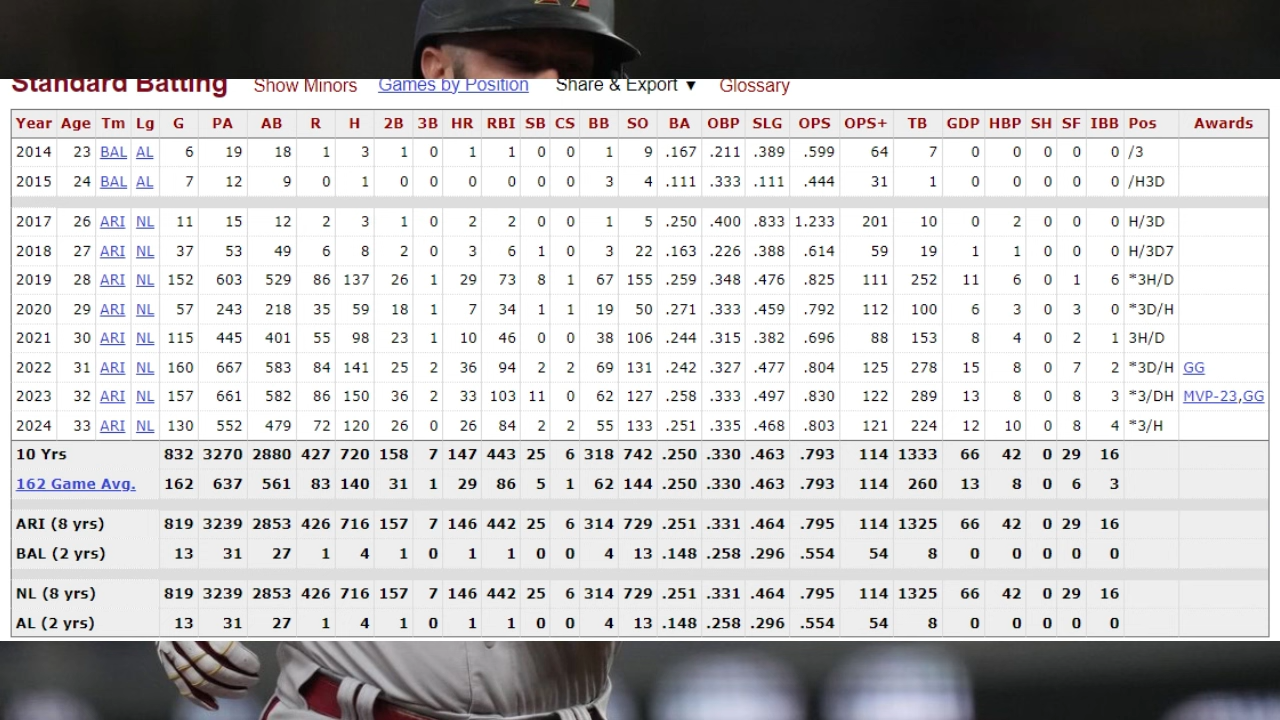 Standard Batting Show Minors Games by Position Share & Export ▼ Glossary
Year Age Tm Lg G PA AB R H 2B 3B HR RBI SB CS BB SO BA OBP SLG OPS OPS+ TB GDP HBP SH SF IBB Pos Awards
2014 23 BAL AL 6 19 18 1 3 1 0 1 1 0 0 1 9 .167 .211 .389 .599 64 7 0 0 0 0 0 /3
2015 24 BAL AL 7 12 9 0 1 0 0 0 0 0 0 3 4 .111 .333 .111 .444 31 1 0 0 0 0 0 /H3D
2017 26 ARI NL 11 15 12 2 3 1 0 2 2 0 0 1 5 .250 .400 .833 1.233 201 10 0 2 0 0 0 H/3D
2018 27 ARI NL 37 53 49 6 8 2 0 3 6 1 0 3 22 .163 .226 .388 .614 59 19 1 1 0 0 0 H/3D7
2019 28 ARI NL 152 603 529 86 137 26 1 29 73 8 1 67 155 .259 .348 .476 .825 111 252 11 6 0 1 6 *3H/D
2020 29 ARI NL 57 243 218 35 59 18 1 7 34 1 1 19 50 .271 .333 .459 .792 112 100 6 3 0 3 0 *3D/H
2021 30 ARI NL 115 445 401 55 98 23 1 10 46 0 0 38 106 .244 .315 .382 .696 88 153 8 4 0 2 1 3H/D
2022 31 ARI NL 160 667 583 84 141 25 2 36 94 2 2 69 131 .242 .327 .477 .804 125 278 15 8 0 7 2 *3D/H GG
2023 32 ARI NL 157 661 582 86 150 36 2 33 103 11 0 62 127 .258 .333 .497 .830 122 289 13 8 0 8 3 *3/DH MVP-23,GG
2024 33 ARI NL 130 552 479 72 120 26 0 26 84 2 2 55 133 .251 .335 .468 .803 121 224 12 10 0 8 4 *3/H
10 Yrs 832 3270 2880 427 720 158 7 147 443 25 6 318 742 .250 .330 .463 .793 114 1333 66 42 0 29 16
162 Game Avg. 162 637 561 83 140 31 1 29 86 5 1 62 144 .250 .330 .463 .793 114 260 13 8 0 6 3
ARI (8 yrs) 819 3239 2853 426 716 157 7 146 442 25 6 314 729 .251 .331 .464 .795 114 1325 66 42 0 29 16
BAL (2 yrs) 13 31 27 1 4 1 0 1 1 0 0 4 13 .148 .258 .296 .554 54 8 0 0 0 0 0
NL (8 yrs) 819 3239 2853 426 716 157 7 146 442 25 6 314 729 .251 .331 .464 .795 114 1325 66 42 0 29 16
AL (2 yrs) 13 31 27 1 4 1 0 1 1 0 0 4 13 .148 .258 .296 .554 54 8 0 0 0 0 0